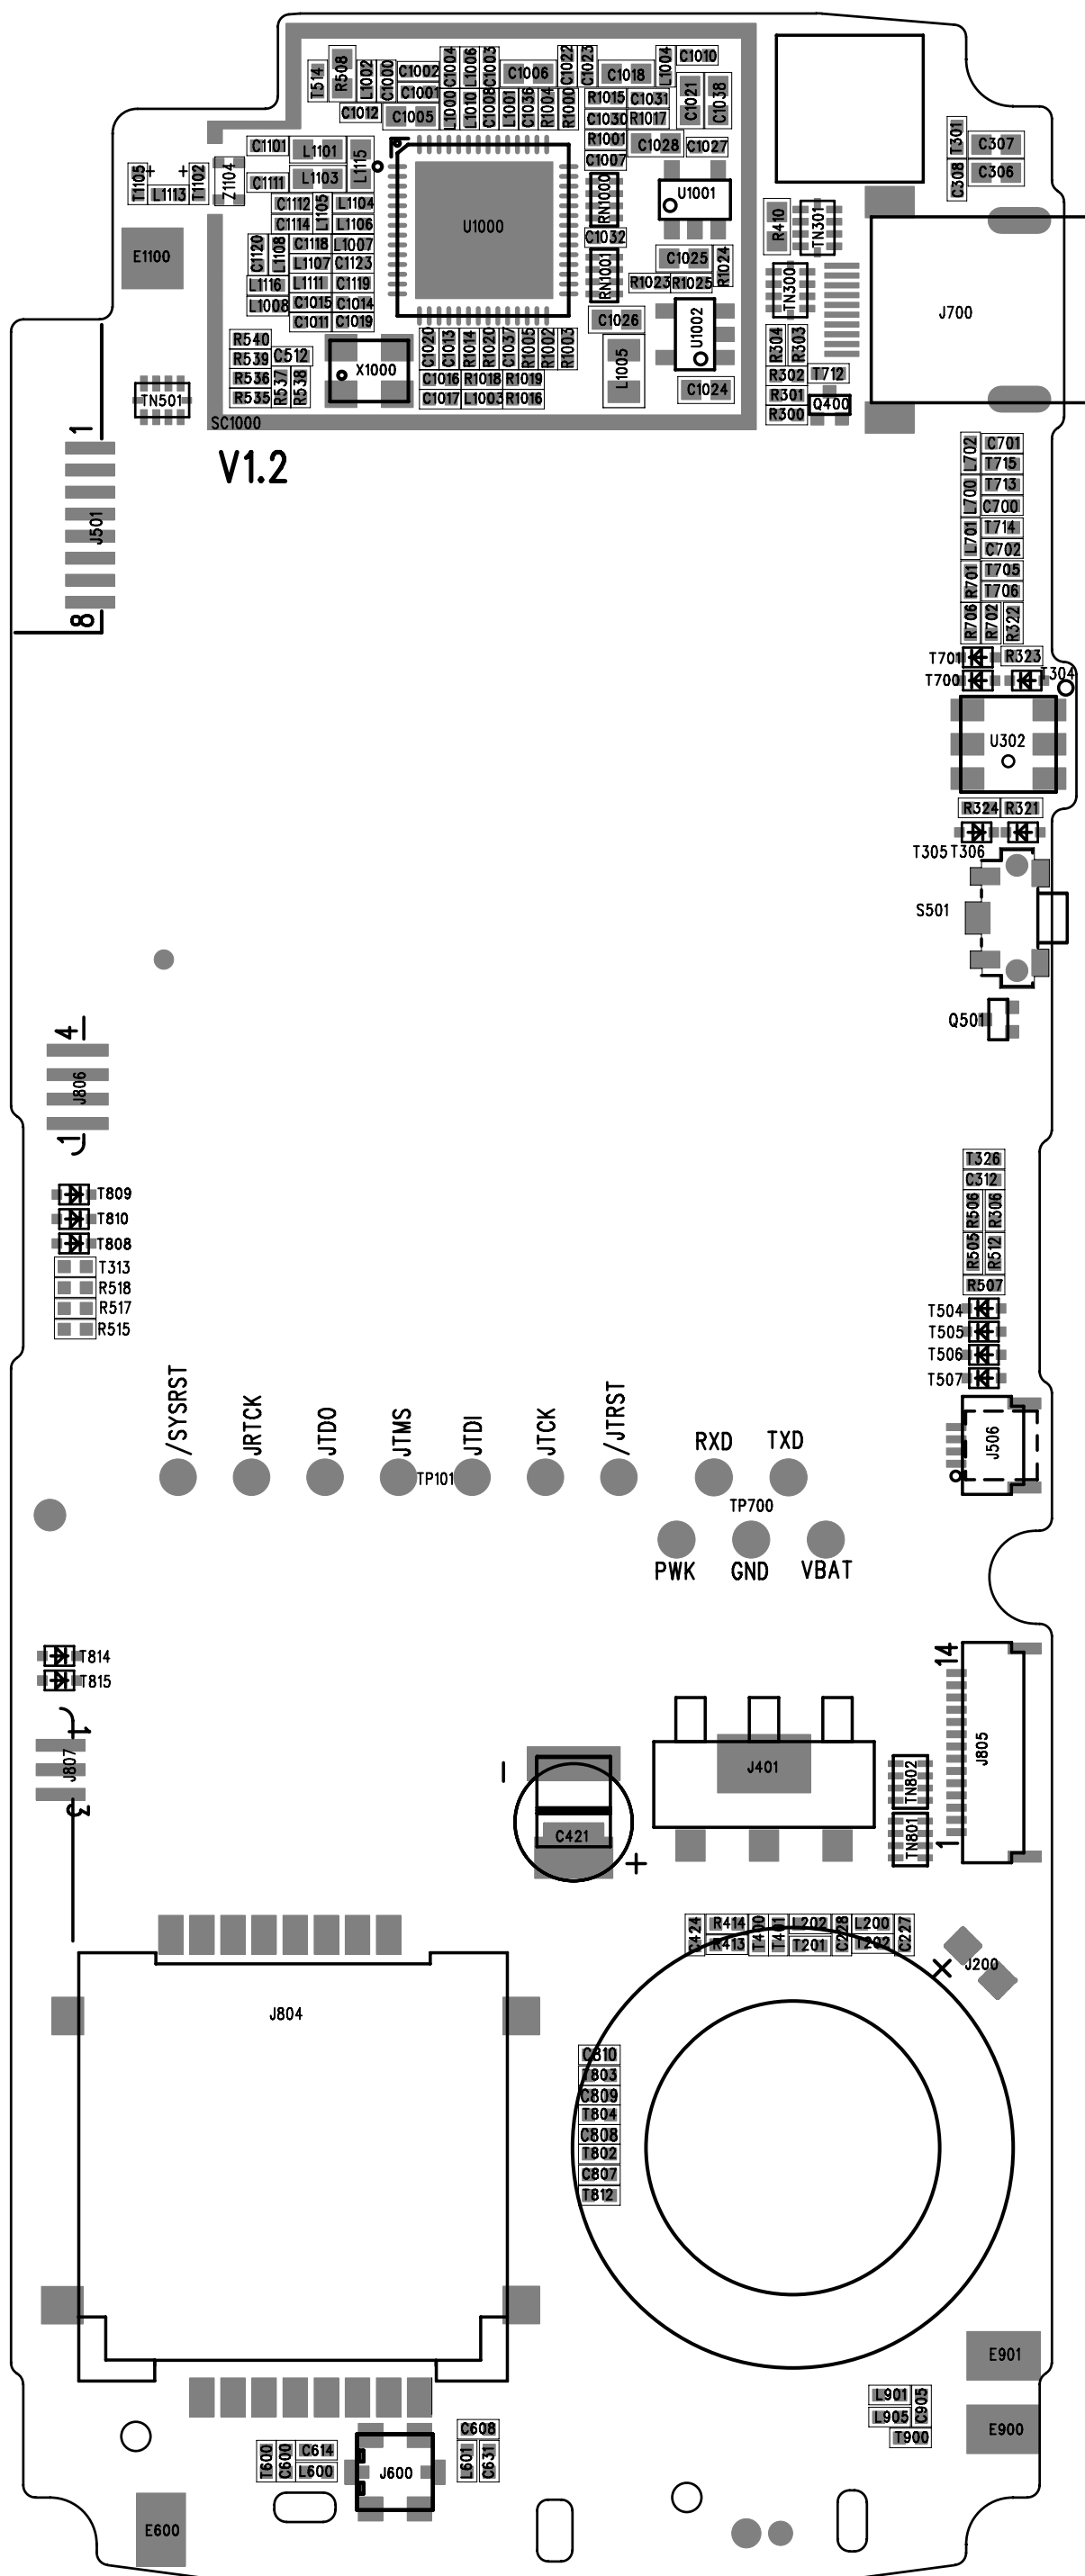 T514 R508 L1002 C1000 C1002 C1004 L1006 C1003 C1006 C1022 C1023 C1018 L1004 C1010
C1001 L1000 L1010 C1008 L1001 C1036 R1004 R1000 R1015 C1031 C1021 C1038
C1012 C1005 C1030 R1017
C1101 L1101 L1115 R1001 C1028 C1027 T301 C307
T1105 + + T1102 Z1104 C1111 L1103 C1007 C308 C306
L1113 C1112 L1105 L1104 U1000 RN1000 U1001
C1114 L1106 C1032 R410 TN301
E1100 C1120 L1108 C1118 L1007 C1025 R1024
L1107 C1123 RN1001
L1116 L1111 C1119 R1023 R1025 TN300
L1008 C1015 C1014 J700
C1011 C1019 C1026 U1002
R540 C1020 C1013 R1014 R1020 C1037 R1005 R1002 R1003 R304 R303
R539 C512 X1000 L1005
R536 R537 R538 C1016 R1018 R1019 R302 T712
TN501 R535 C1017 L1003 R1016 C1024 R301 Q400
SC1000 R300
1
V1.2 L702 C701
T715
L700 T713
C700
J501 L701 T714
C702
R701 T705
T706
8 R706 R702 R322
T701 R323
T700 T304
U302
R324 R321
T305 T306
S501
Q501
4
J806
1
T326
C312
T809 R506 R306
T810
T808 R505 R512
T313
R518 R507
R517 T504
R515 T505
T506
T507
/SYSRST JRTCK JTDO JTMS JTDI JTCK /JTRST RXD TXD J506
TP101
TP700
PWK GND VBAT
T814 14
T815
1
J807 - J401 TN802 J805
3
C421 TN801 1
+
C424 R414 T400 T401 L202 C228 L200 C227
R413 T201 T202
+ J200
J804
C810
T803
C809
T804
C808
T802
C807
T812
E901
L901 C905
L905 E900
C608 T900
T600 C600 C614 L601 C631
L600 J600
E600